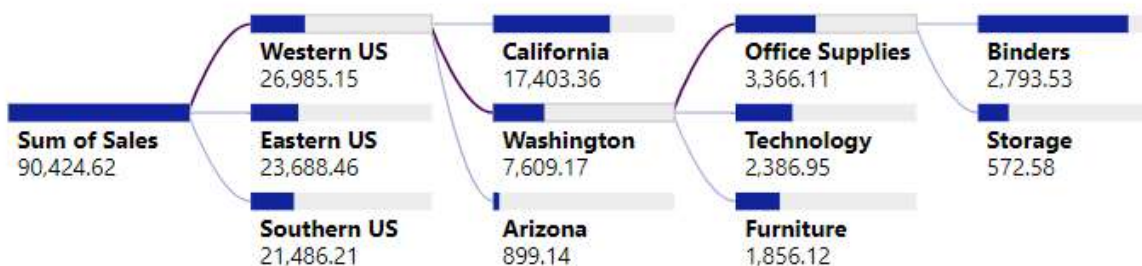 Sum of Sales
90,424.62
Western US
26,985.15
Eastern US
23,688.46
Southern US
21,486.21
California
17,403.36
Washington
7,609.17
Arizona
899.14
Office Supplies
3,366.11
Technology
2,386.95
Furniture
1,856.12
Binders
2,793.53
Storage
572.58